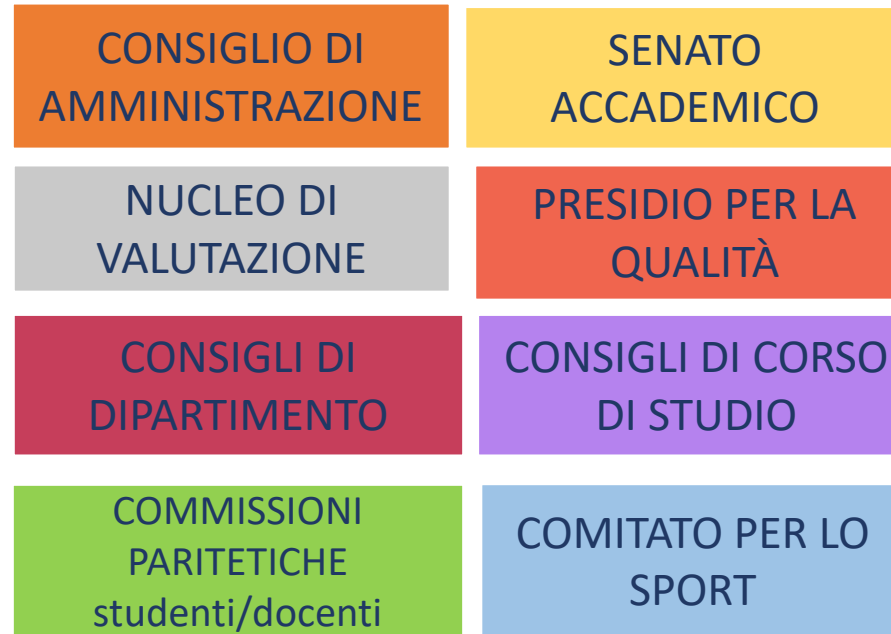 CONSIGLIO DI
AMMINISTRAZIONE
SENATO
ACCADEMICO
NUCLEO DI
VALUTAZIONE
PRESIDIO PER LA
QUALITÀ
CONSIGLI DI
DIPARTIMENTO
CONSIGLI DI CORSO
DI STUDIO
COMMISSIONI
PARITETICHE
studenti/docenti
COMITATO PER LO
SPORT